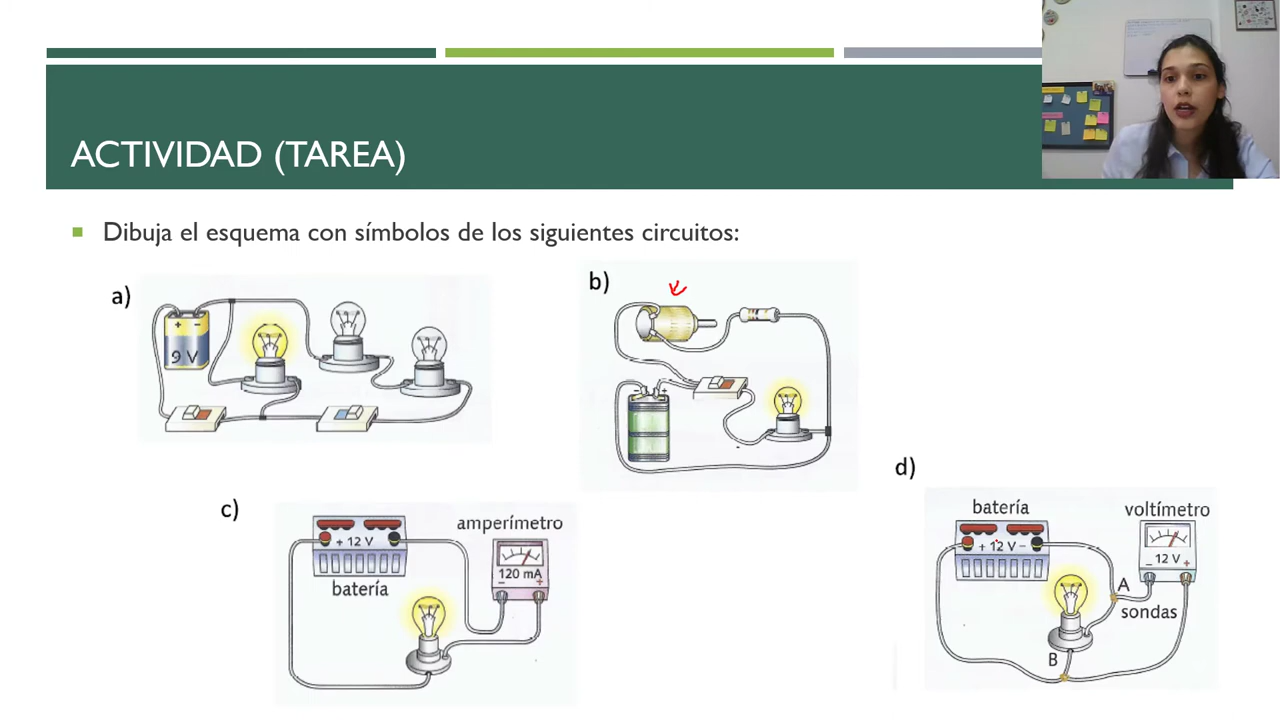 ACTIVIDAD (TAREA)
Dibuja el esquema con símbolos de los siguientes circuitos:
a)
+ -
9 V
b)
- +
c)
+ 12 V
batería
amperímetro
120 mA
- +
d)
batería
+ 12 V -
voltímetro
12 V
- +
A
sondas
B